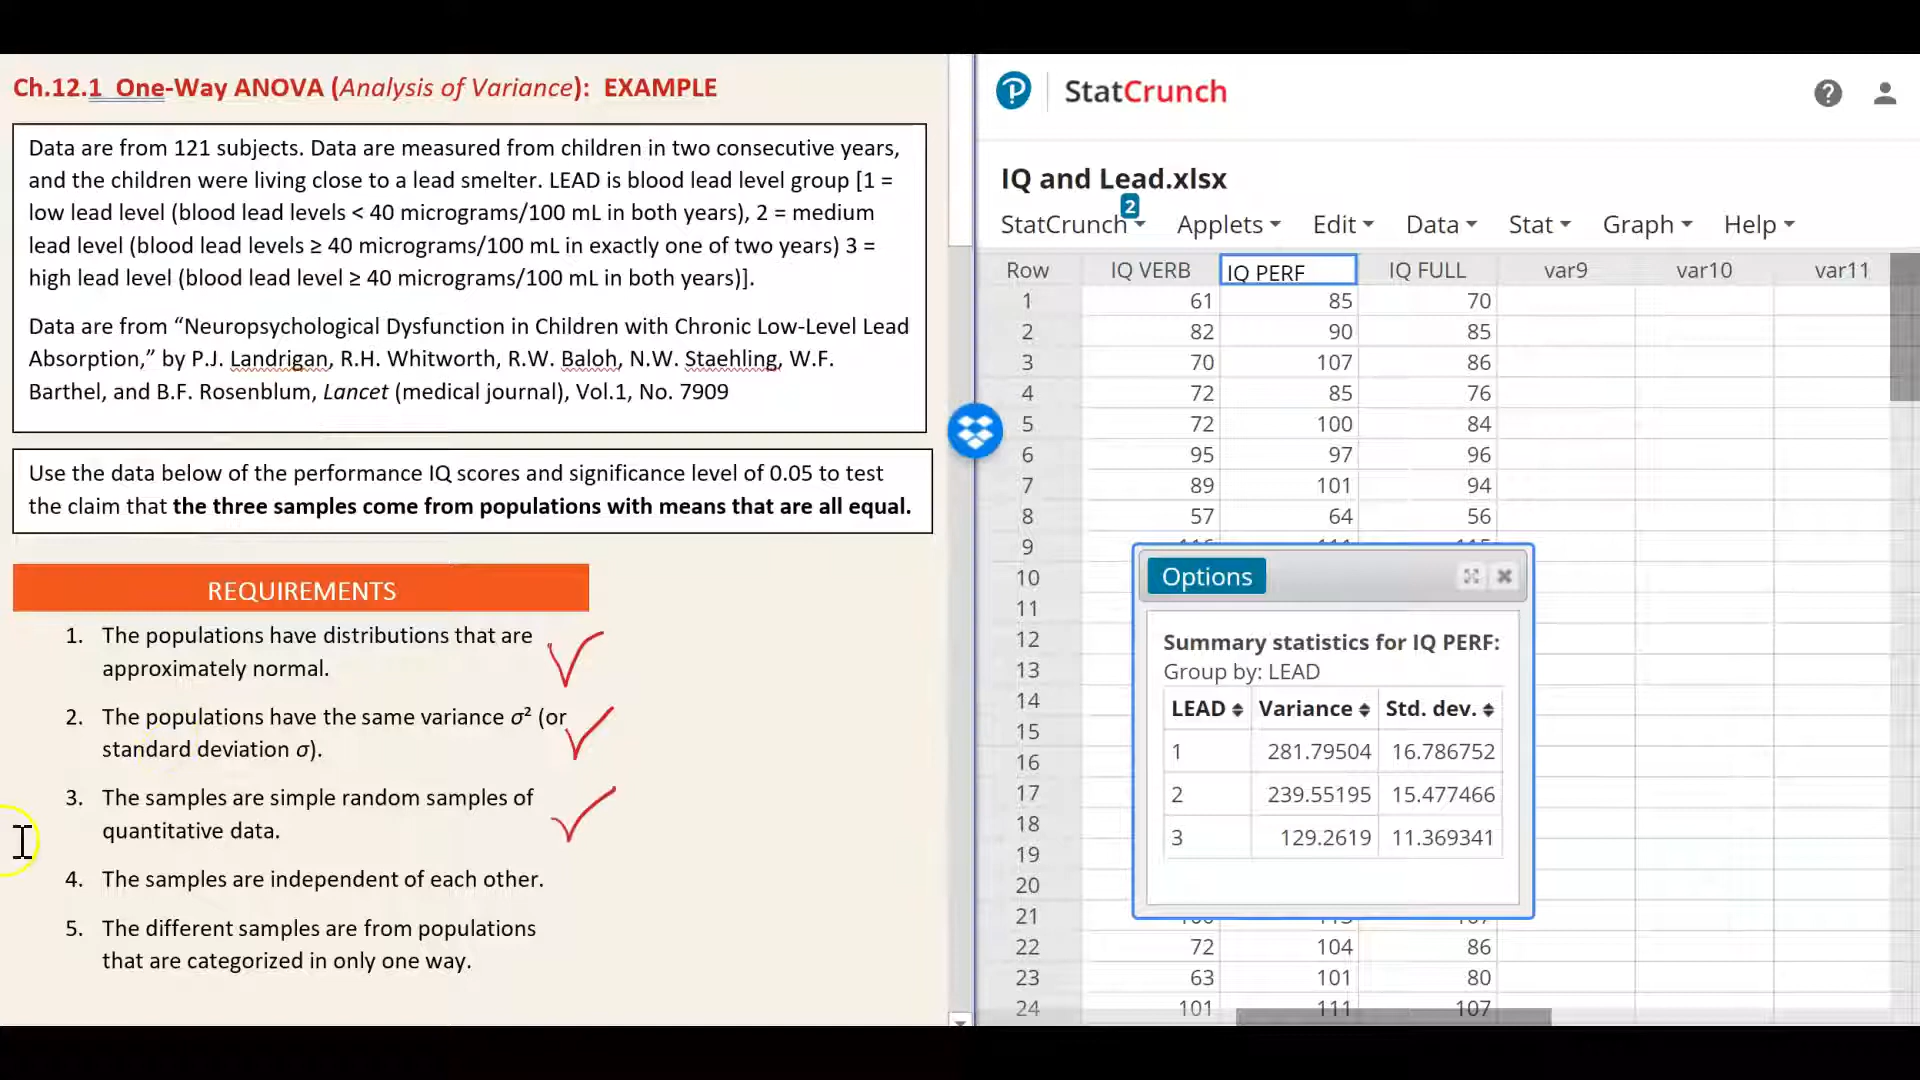 Ch.12.1 One-Way ANOVA (Analysis of Variance): EXAMPLE
Data are from 121 subjects. Data are measured from children in two consecutive years,
and the children were living close to a lead smelter. LEAD is blood lead level group [1 =
low lead level (blood lead levels < 40 micrograms/100 mL in both years), 2 = medium
lead level (blood lead levels ≥ 40 micrograms/100 mL in exactly one of two years) 3 =
high lead level (blood lead level ≥ 40 micrograms/100 mL in both years)].
Data are from “Neuropsychological Dysfunction in Children with Chronic Low-Level Lead
Absorption,” by P.J. Landrigan, R.H. Whitworth, R.W. Baloh, N.W. Staehling, W.F.
Barthel, and B.F. Rosenblum, Lancet (medical journal), Vol.1, No. 7909
Use the data below of the performance IQ scores and significance level of 0.05 to test
the claim that the three samples come from populations with means that are all equal.
REQUIREMENTS
1. The populations have distributions that are
approximately normal.
2. The populations have the same variance σ² (or
standard deviation σ).
3. The samples are simple random samples of
quantitative data.
4. The samples are independent of each other.
5. The different samples are from populations
that are categorized in only one way.
StatCrunch
IQ and Lead.xlsx
2
StatCrunch Applets Edit Data Stat Graph Help
Row IQ VERB IQ PERF IQ FULL var9 var10 var11
1 61 85 70
2 82 90 85
3 70 107 86
4 72 85 76
5 72 100 84
6 95 97 96
7 89 101 94
8 57 64 56
9
10
11
12
13
14
15
16
17
18
19
20
21
22 72 104 86
23 63 101 80
24 101 111 107
Options
Summary statistics for IQ PERF:
Group by: LEAD
LEAD Variance Std. dev.
1 281.79504 16.786752
2 239.55195 15.477466
3 129.2619 11.369341